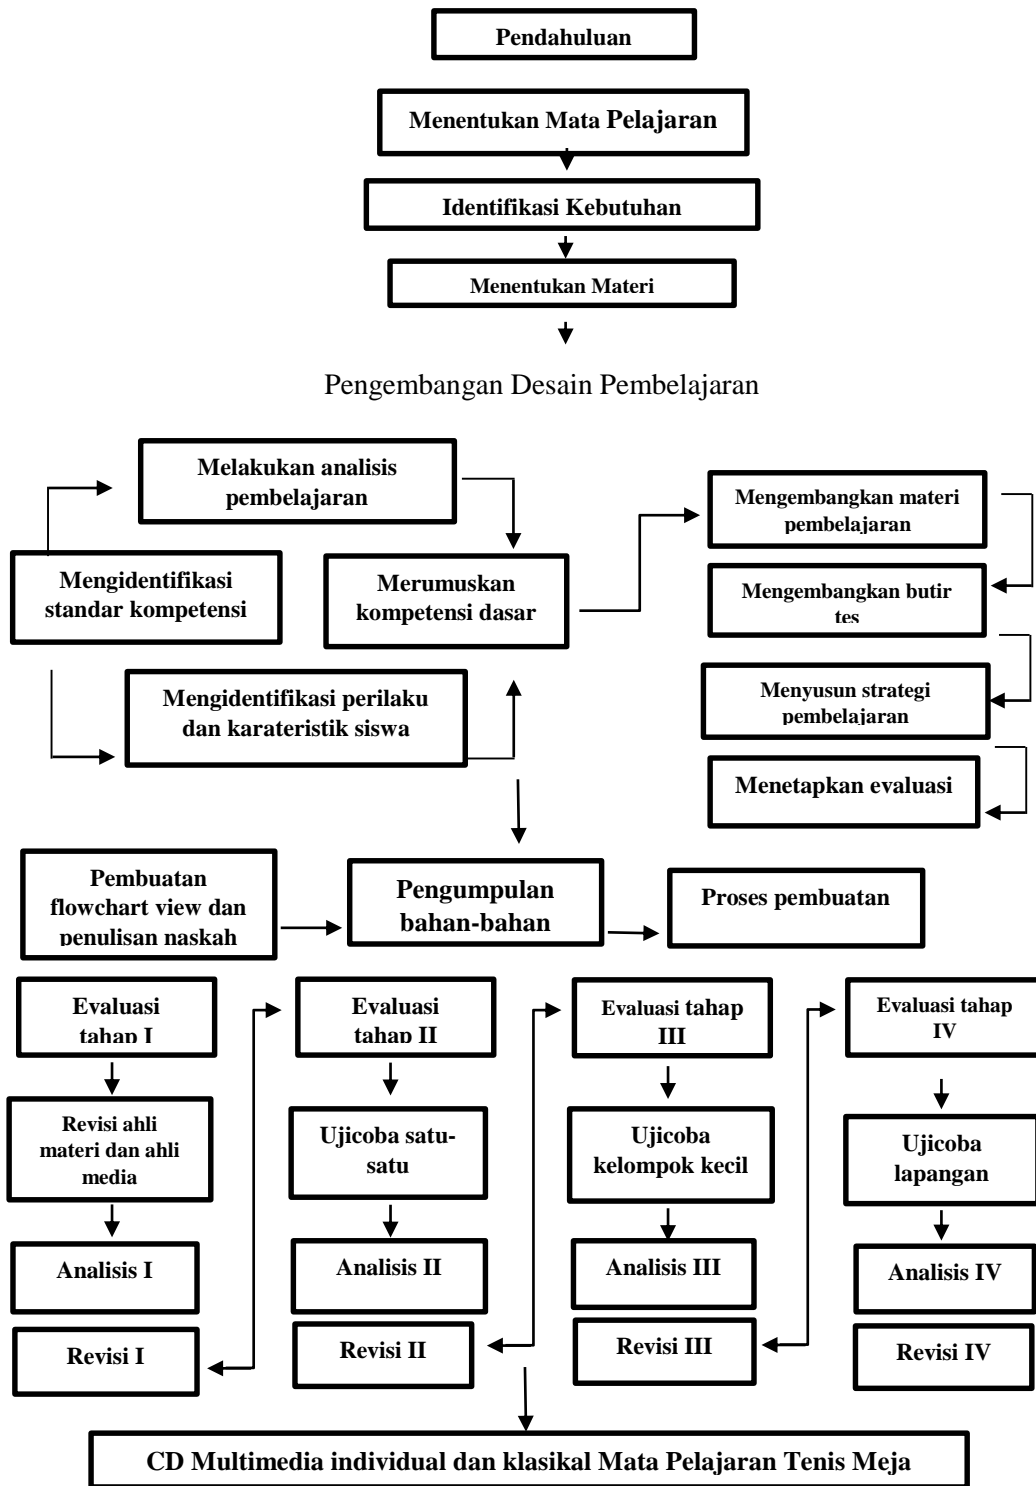 Pendahuluan
Menentukan Mata Pelajaran
Identifikasi Kebutuhan
Menentukan Materi
Pengembangan Desain Pembelajaran
Melakukan analisis
pembelajaran
Mengidentifikasi
standar kompetensi
Merumuskan
kompetensi dasar
Mengidentifikasi perilaku
dan karateristik siswa
Mengembangkan materi
pembelajaran
Mengembangkan butir
tes
Menyusun strategi
pembelajaran
Menetapkan evaluasi
Pembuatan
flowchart view dan
penulisan naskah
Pengumpulan
bahan-bahan
Proses pembuatan
Evaluasi
tahap I
Revisi ahli
materi dan ahli
media
Analisis I
Revisi I
Evaluasi
tahap II
Ujicoba satu-
satu
Analisis II
Revisi II
Evaluasi tahap
III
Ujicoba
kelompok kecil
Analisis III
Revisi III
Evaluasi tahap
IV
Ujicoba
lapangan
Analisis IV
Revisi IV
CD Multimedia individual dan klasikal Mata Pelajaran Tenis Meja